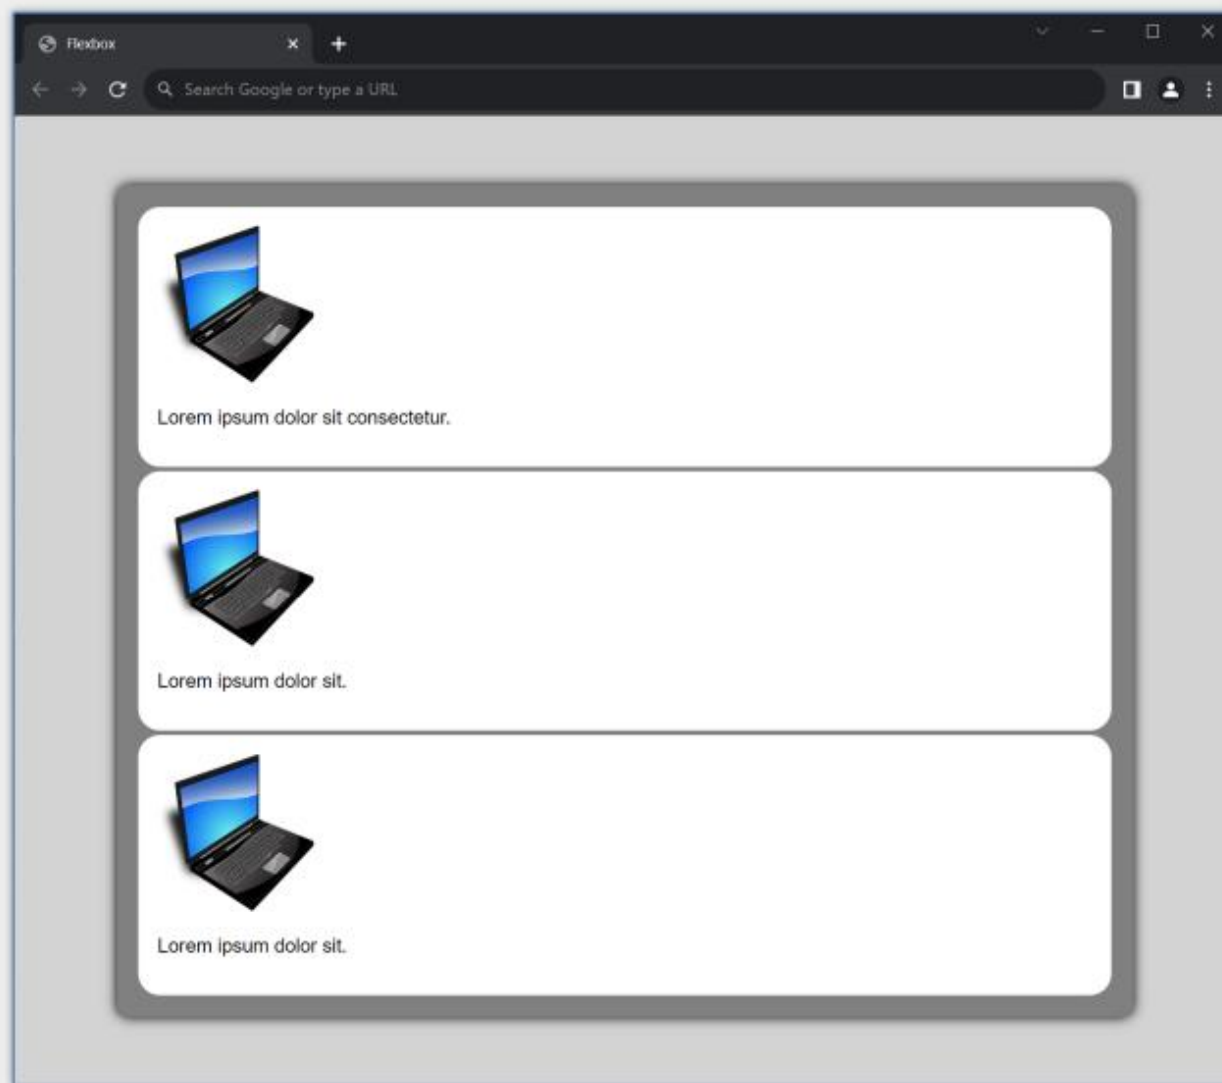 Flexbox
Search Google or type a URL
Lorem ipsum dolor sit consectetur.
Lorem ipsum dolor sit.
Lorem ipsum dolor sit.